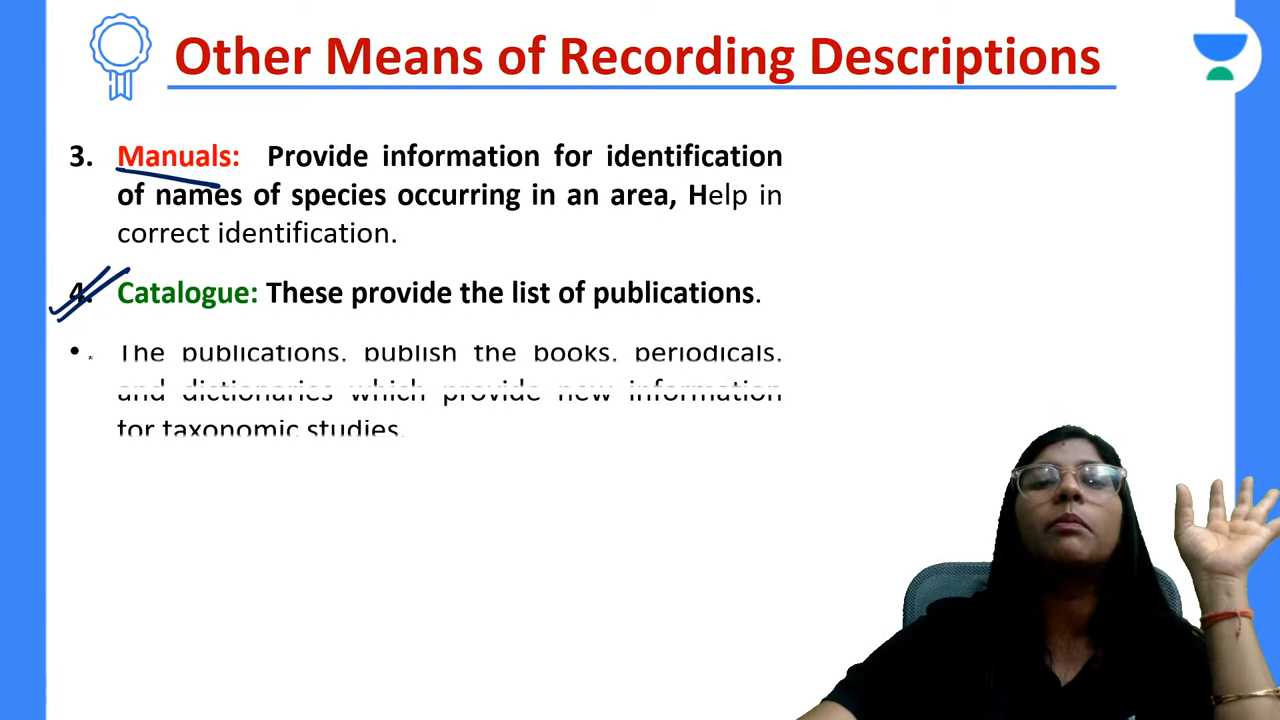 Other Means of Recording Descriptions
3. Manuals: Provide information for identification
of names of species occurring in an area, Help in
correct identification.
4. Catalogue: These provide the list of publications.
• The publications, publish the books, periodicals,
and dictionaries which provide new information
for taxonomic studies.